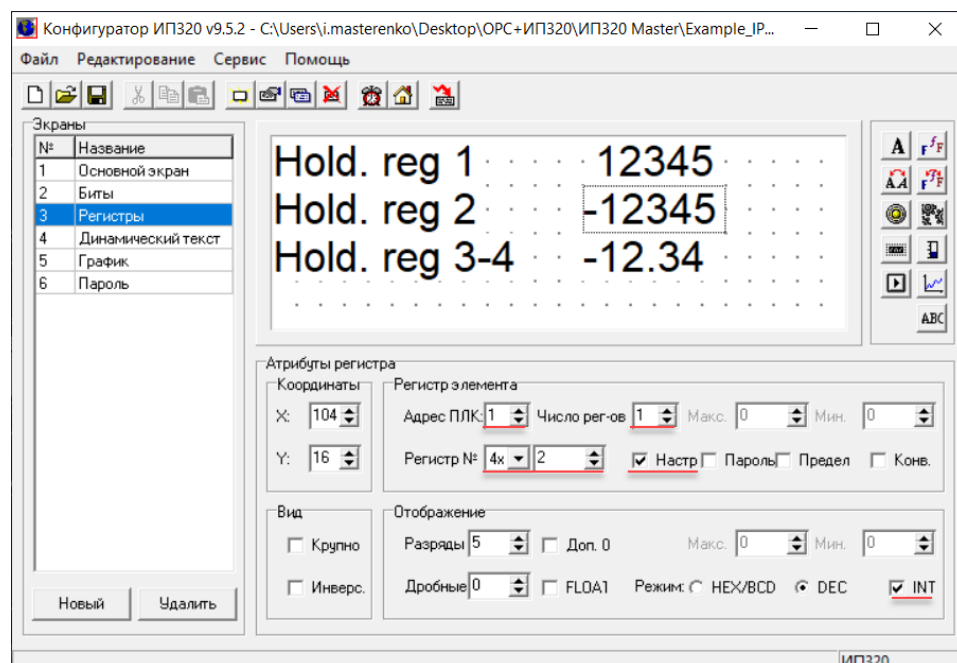 Конфигуратор ИП320 v9.5.2 - C:\Users\i.masterenko\Desktop\OPC+ИП320\ИП320 Master\Example_IP...
Файл Редактирование Сервис Помощь
Экраны
№ Название
1 Основной экран
2 Биты
3 Регистры
4 Динамический текст
5 График
6 Пароль
Новый Удалить
Hold. reg 1 12345
Hold. reg 2 -12345
Hold. reg 3-4 -12.34
A F f F
A A F F
ABC
Атрибуты регистра
Координаты
X: 104
Y: 16
Регистр элемента
Адрес ПЛК: 1 Число рег-ов 1 Макс. 0 Мин. 0
Регистр № 4x 2 Настр Пароль Предел Конв.
Вид
Крупно
Инверс.
Отображение
Разряды 5 Доп. 0 Макс. 0 Мин. 0
Дробные 0 FLOAT Режим: HEX/BCD DEC INT
ИП320